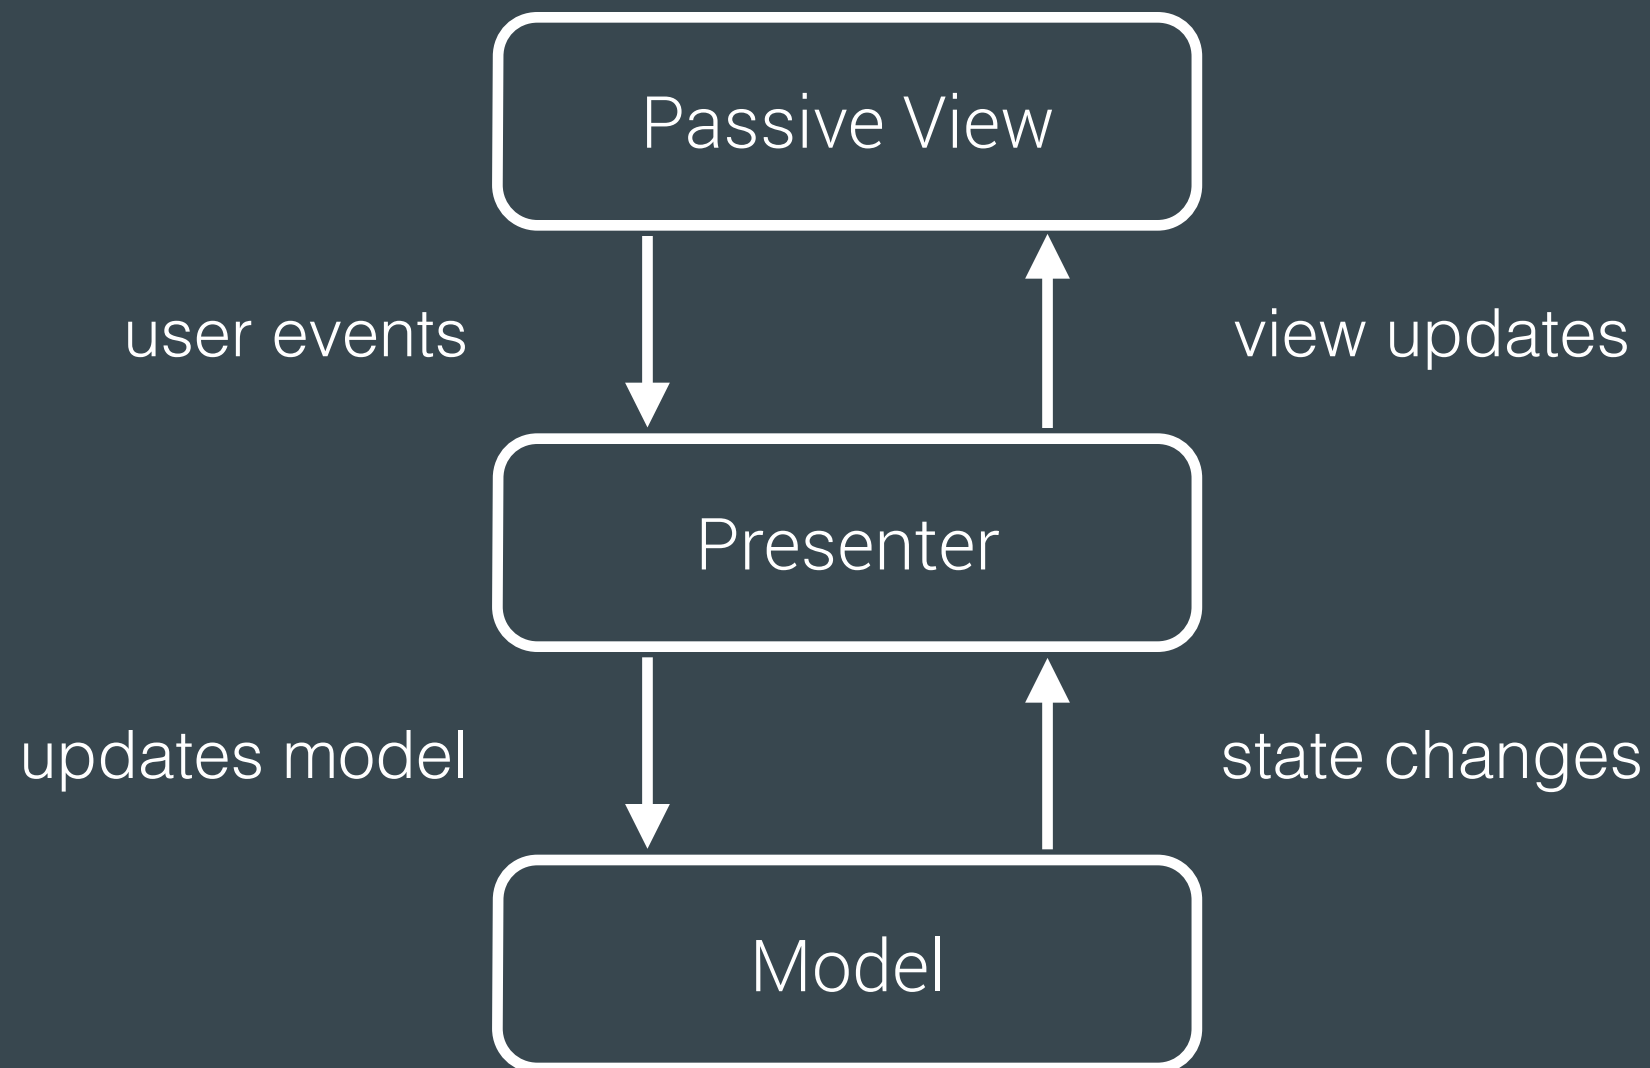 Passive View
user events
view updates
Presenter
updates model
state changes
Model